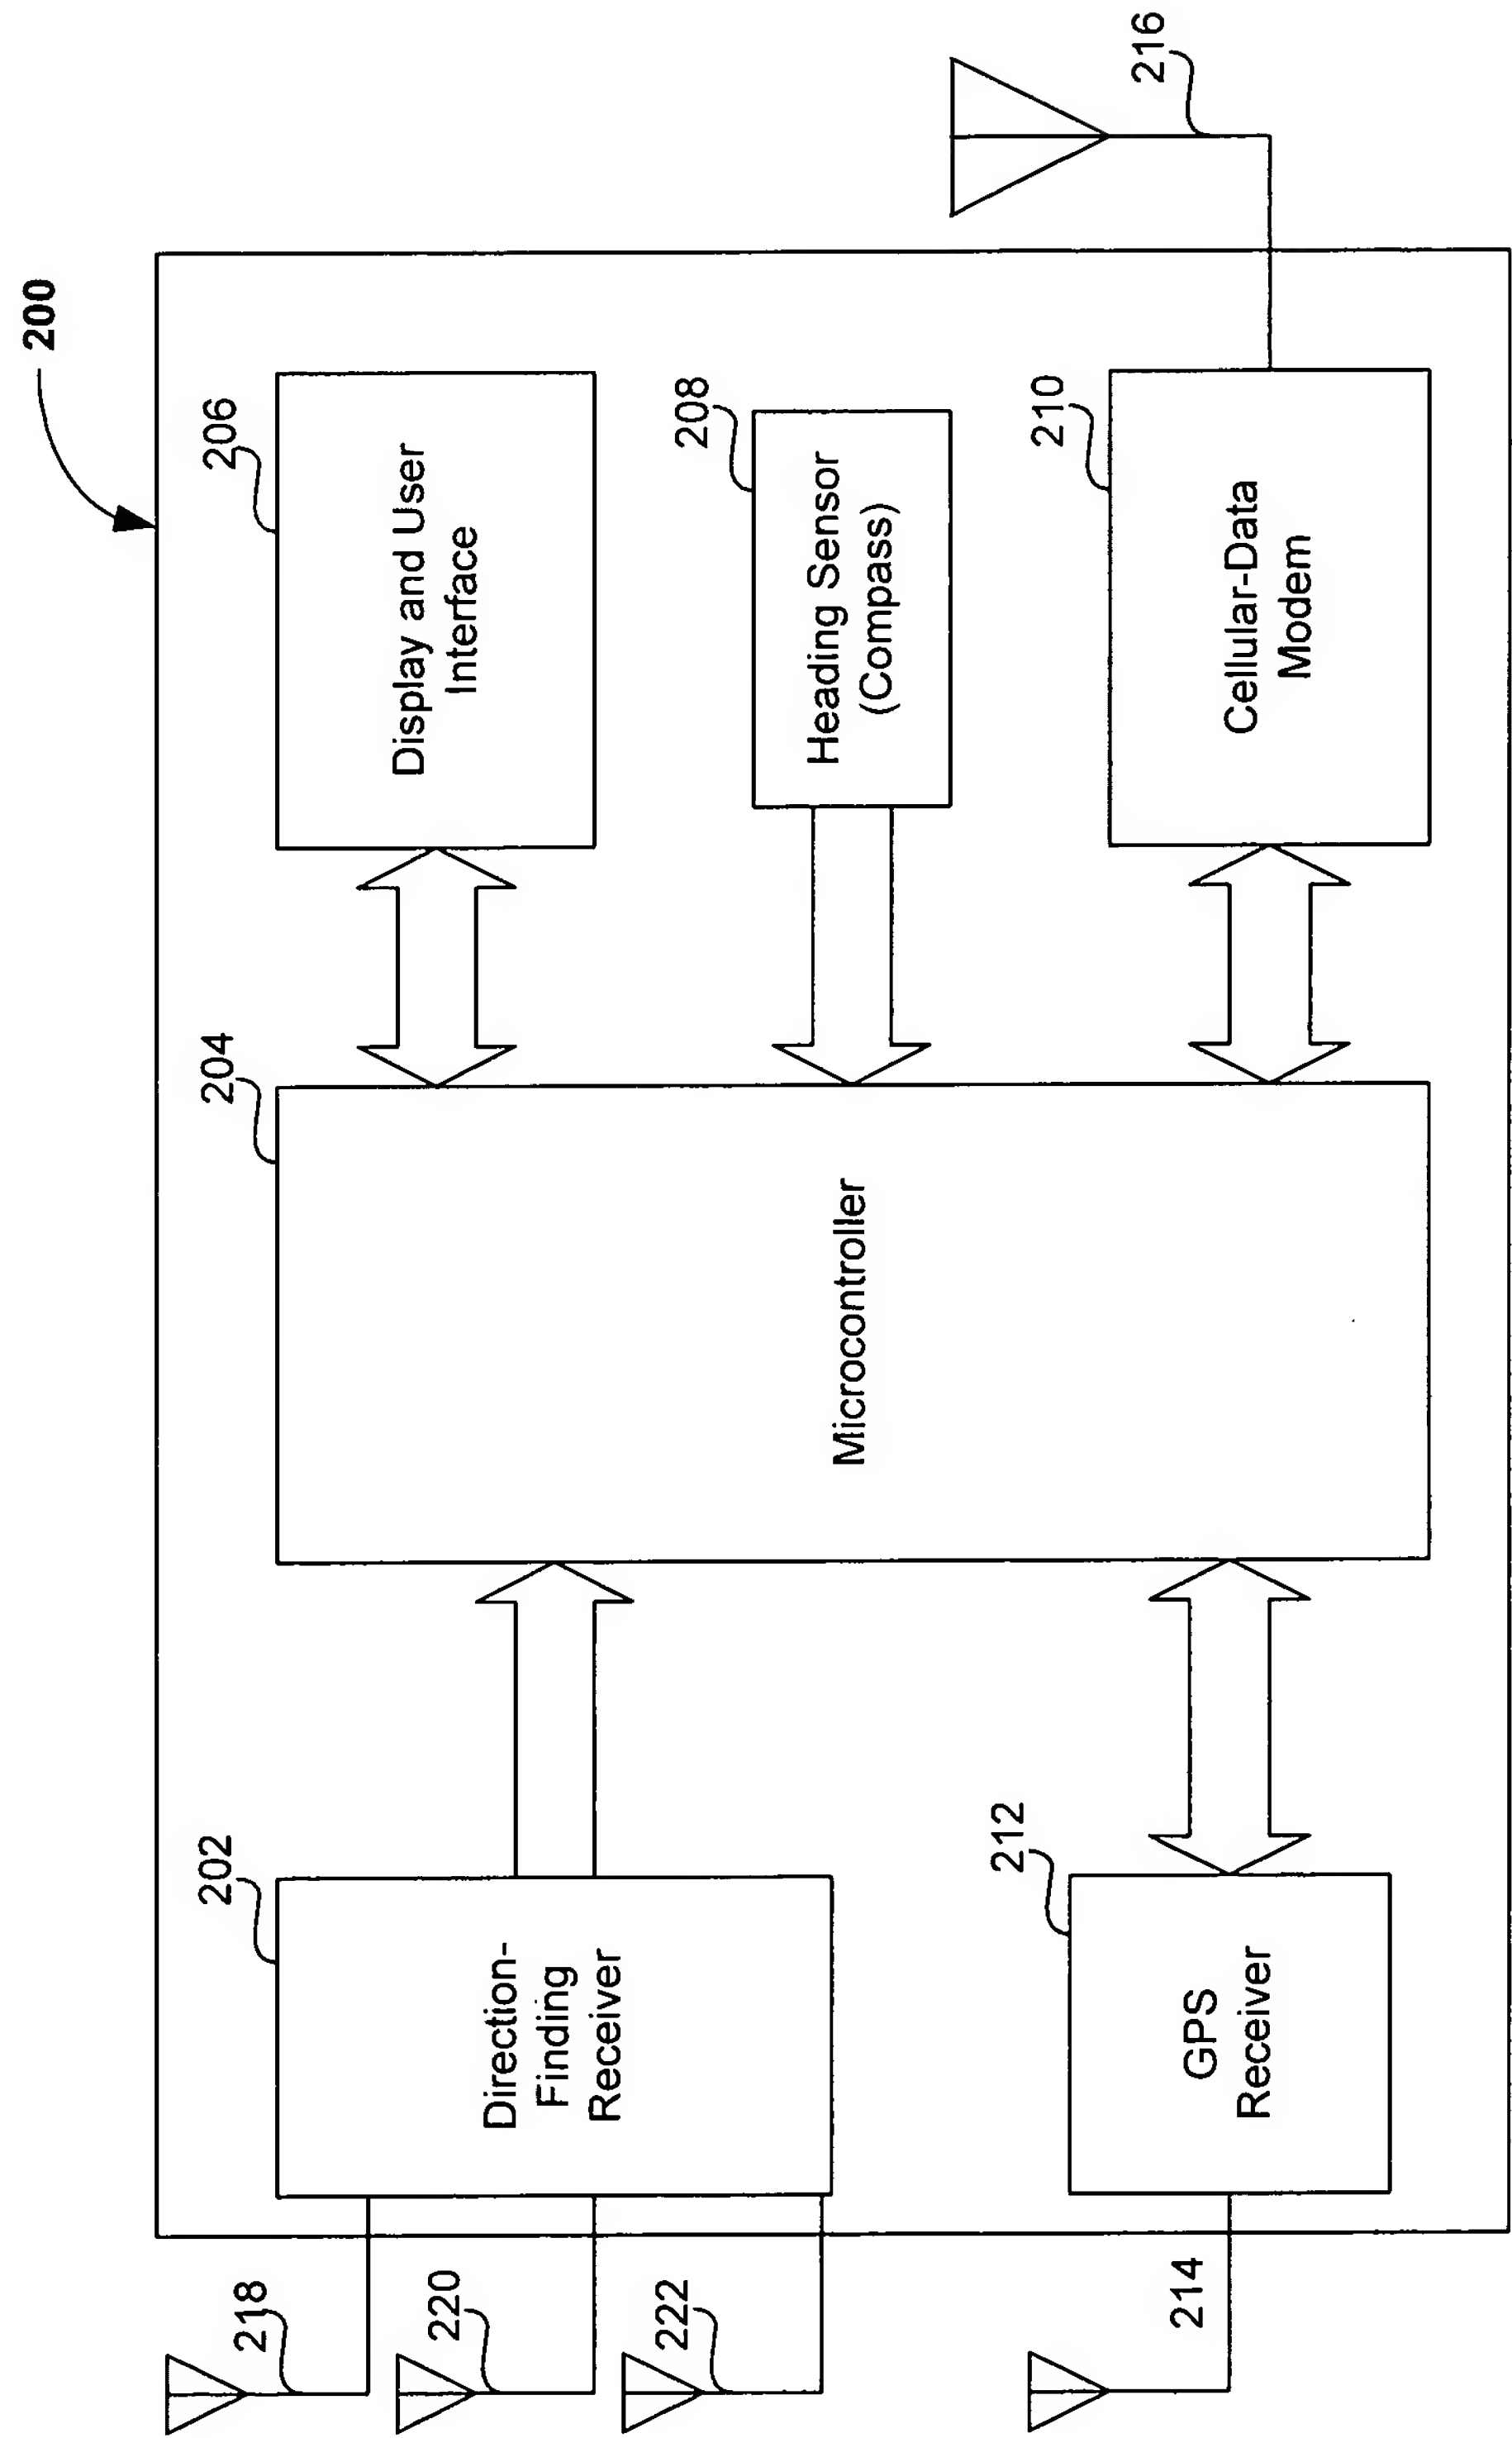 200
218
220
222
214
202
Direction-
Finding
Receiver
212
GPS
Receiver
204
Microcontroller
206
Display and User
Interface
208
Heading Sensor
(Compass)
210
Cellular-Data
Modem
216